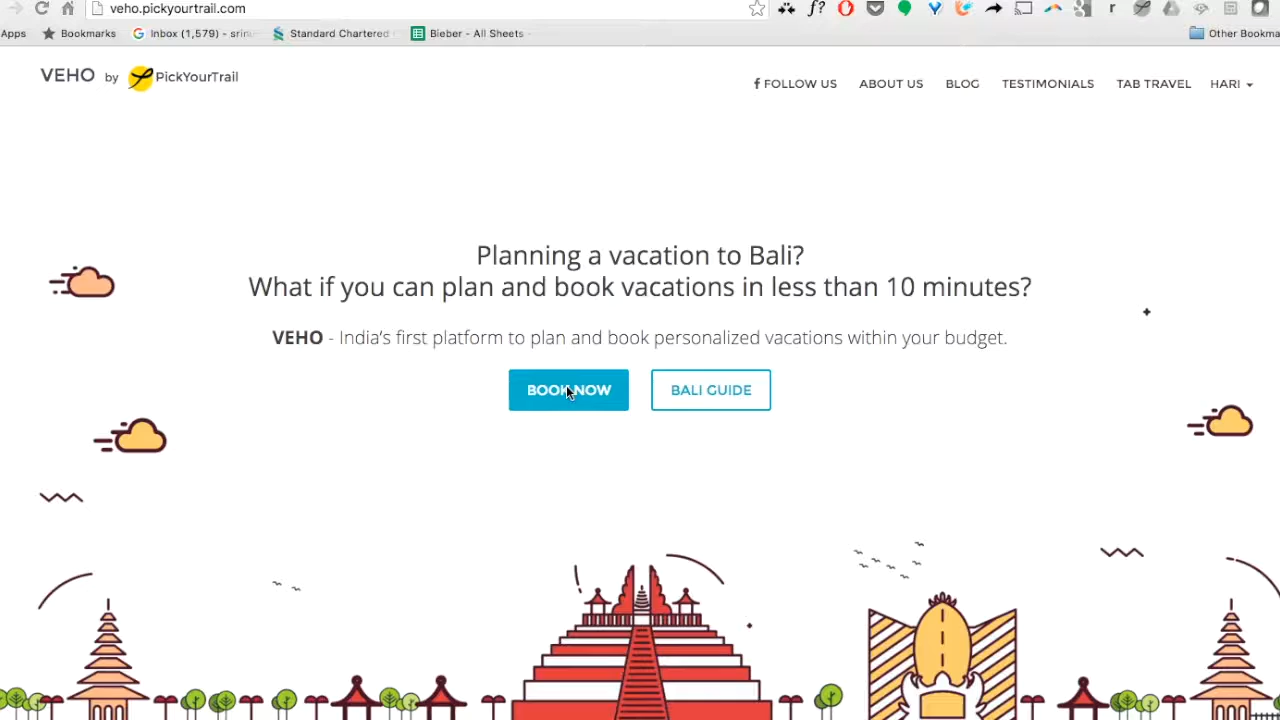 veho.pickyourtrail.com
f?
r
Apps Bookmarks Inbox (1,579) - srin Standard Chartered Bieber - All Sheets Other Bookma
VEHO by PickYourTrail
FOLLOW US ABOUT US BLOG TESTIMONIALS TAB TRAVEL HARI
Planning a vacation to Bali?
What if you can plan and book vacations in less than 10 minutes?
VEHO - India’s first platform to plan and book personalized vacations within your budget.
BOOK NOW BALI GUIDE